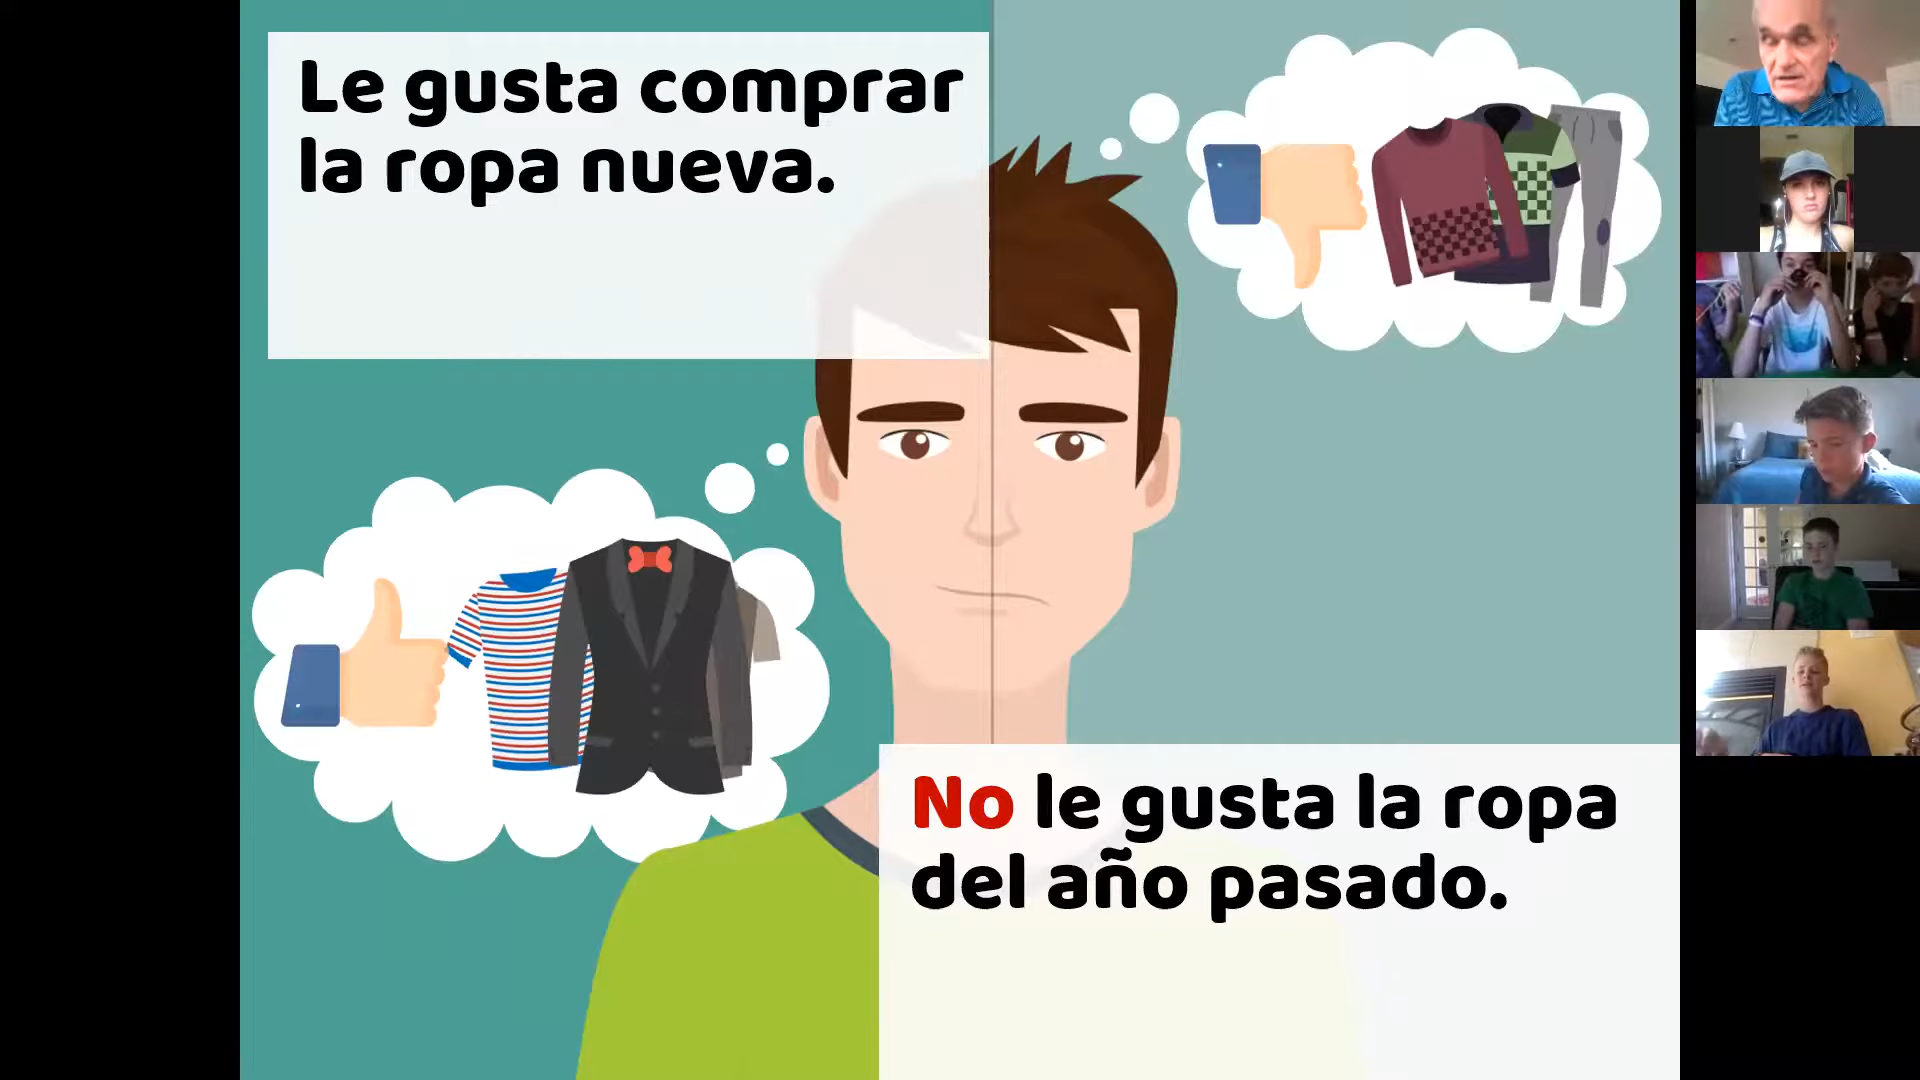 Le gusta comprar
la ropa nueva.
No le gusta la ropa
del año pasado.